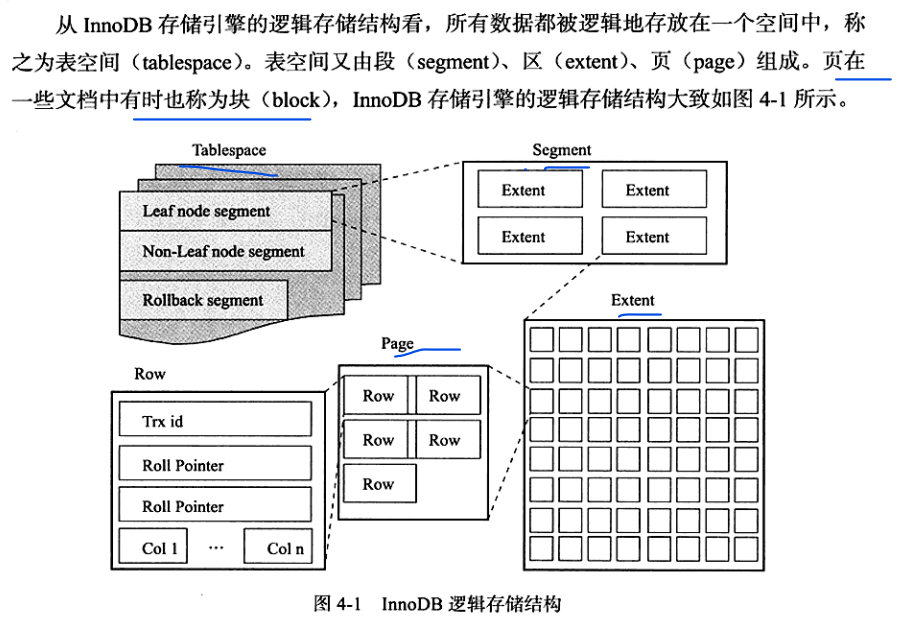 从 InnoDB 存储引擎的逻辑存储结构看，所有数据都被逻辑地存放在一个空间中，称
之为表空间（tablespace）。表空间又由段（segment）、区（extent）、页（page）组成。页在
一些文档中有时也称为块（block），InnoDB 存储引擎的逻辑存储结构大致如图 4-1 所示。
Tablespace
Segment
Leaf node segment
Non-Leaf node segment
Rollback segment
Extent Extent
Extent Extent
Extent
Page
Row Row
Row Row
Row
Row
Trx id
Roll Pointer
Roll Pointer
Col 1 … Col n
图 4-1 InnoDB 逻辑存储结构